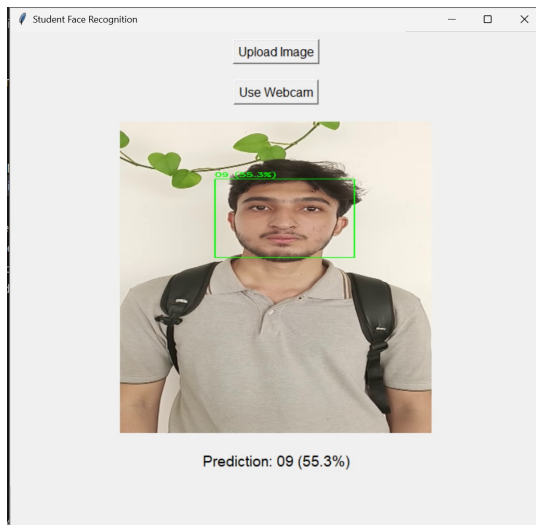 Student Face Recognition
Upload Image
Use Webcam
09 (55.3%)
Prediction: 09 (55.3%)